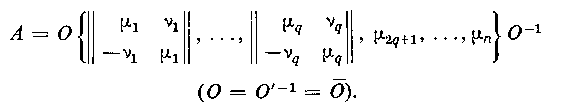 A = O { ‖ μ₁ ν₁ ‖ , . . ., ‖ μ_q ν_q ‖ , μ_{2q+1}, . . ., μ_n } O⁻¹
‖ −ν₁ μ₁ ‖ ‖ −ν_q μ_q ‖
(O = O′⁻¹ = O̅).